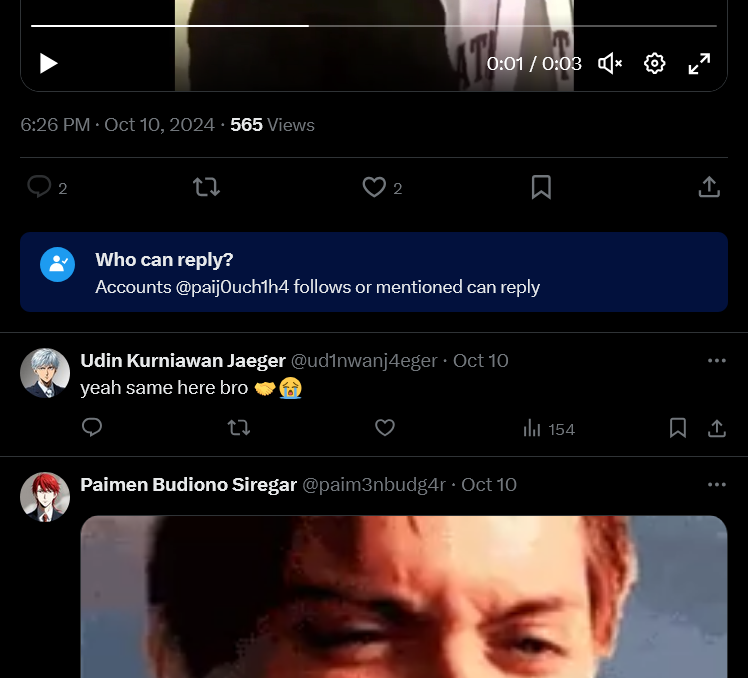 0:01 / 0:03
6:26 PM · Oct 10, 2024 · 565 Views
2
2
Who can reply?
Accounts @paij0uch1h4 follows or mentioned can reply
Udin Kurniawan Jaeger @ud1nwanj4eger · Oct 10
yeah same here bro 🤝😭
154
Paimen Budiono Siregar @paim3nbudg4r · Oct 10